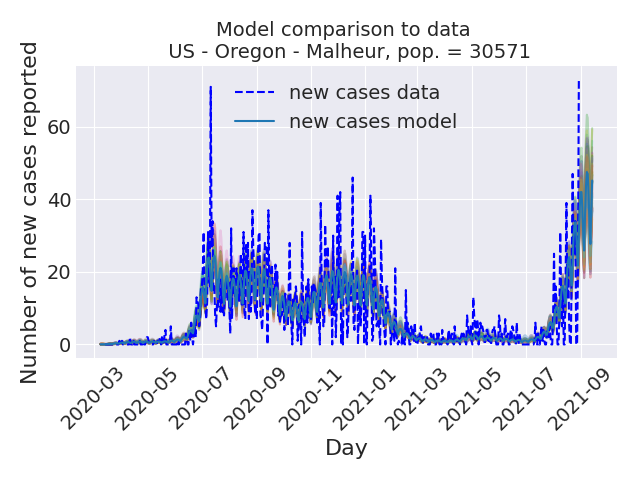 Model comparison to data
US - Oregon - Malheur, pop. = 30571
new cases data
new cases model
Number of new cases reported
60
40
20
0
2020-03
2020-05
2020-07
2020-09
2020-11
2021-01
2021-03
2021-05
2021-07
2021-09
Day